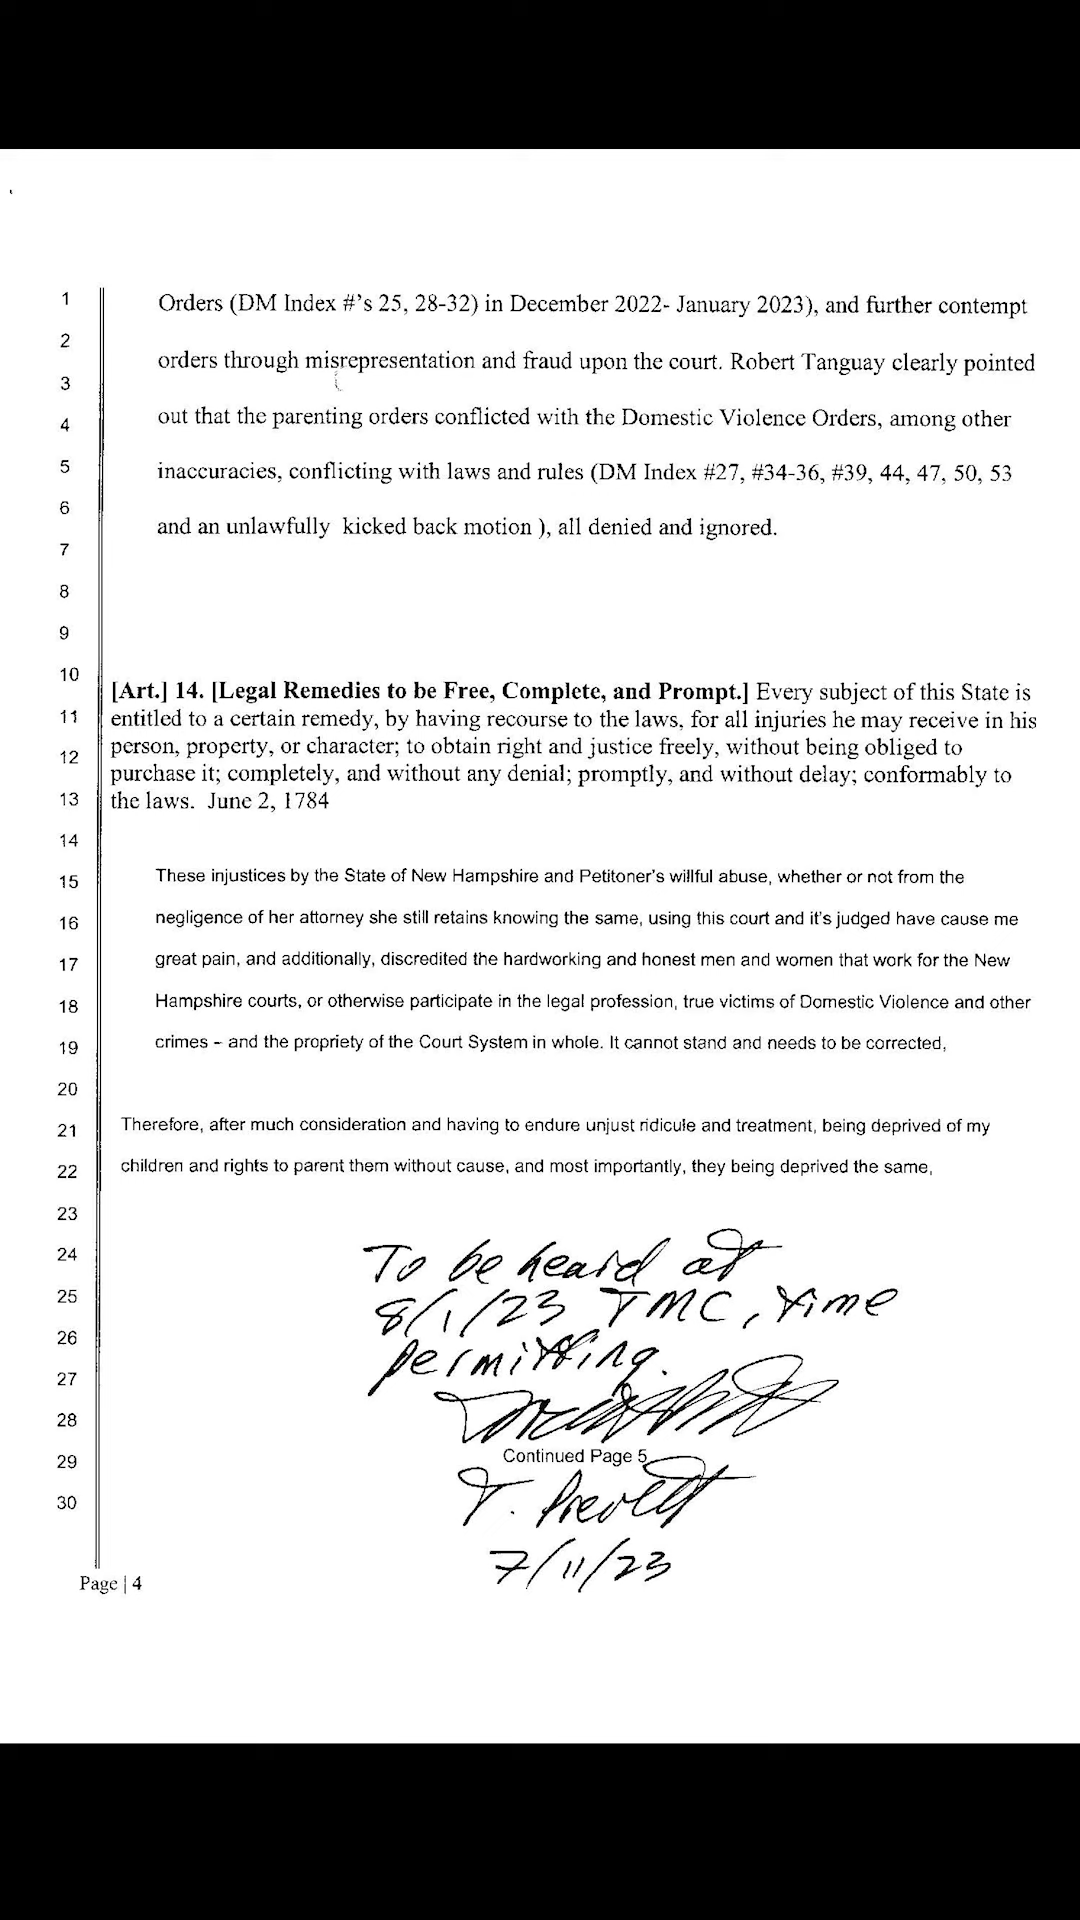 1
2
3
4
5
6
7
8
9
10
11
12
13
14
15
16
17
18
19
20
21
22
23
24
25
26
27
28
29
30
Orders (DM Index #'s 25, 28-32) in December 2022- January 2023), and further contempt
orders through misrepresentation and fraud upon the court. Robert Tanguay clearly pointed
out that the parenting orders conflicted with the Domestic Violence Orders, among other
inaccuracies, conflicting with laws and rules (DM Index #27, #34-36, #39, 44, 47, 50, 53
and an unlawfully kicked back motion ), all denied and ignored.
[Art.] 14. [Legal Remedies to be Free, Complete, and Prompt.] Every subject of this State is
entitled to a certain remedy, by having recourse to the laws, for all injuries he may receive in his
person, property, or character; to obtain right and justice freely, without being obliged to
purchase it; completely, and without any denial; promptly, and without delay; conformably to
the laws. June 2, 1784
These injustices by the State of New Hampshire and Petitoner's willful abuse, whether or not from the
negligence of her attorney she still retains knowing the same, using this court and it's judged have cause me
great pain, and additionally, discredited the hardworking and honest men and women that work for the New
Hampshire courts, or otherwise participate in the legal profession, true victims of Domestic Violence and other
crimes – and the propriety of the Court System in whole. It cannot stand and needs to be corrected,
Therefore, after much consideration and having to endure unjust ridicule and treatment, being deprived of my
children and rights to parent them without cause, and most importantly, they being deprived the same,
To be heard at
8/1/23 TMC, time
permitting.
Continued Page 5
T. Prevett
7/11/23
Page | 4